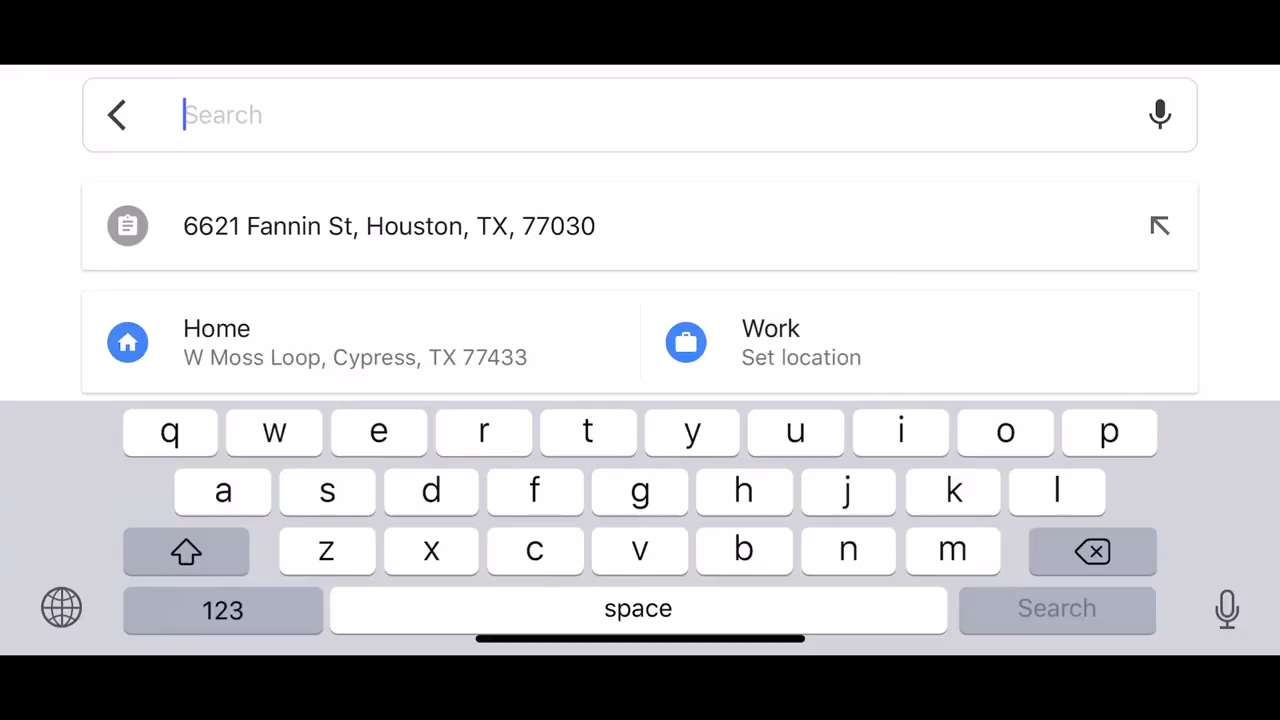 Search
6621 Fannin St, Houston, TX, 77030
Home
W Moss Loop, Cypress, TX 77433
Work
Set location
q w e r t y u i o p
a s d f g h j k l
z x c v b n m
123 space Search